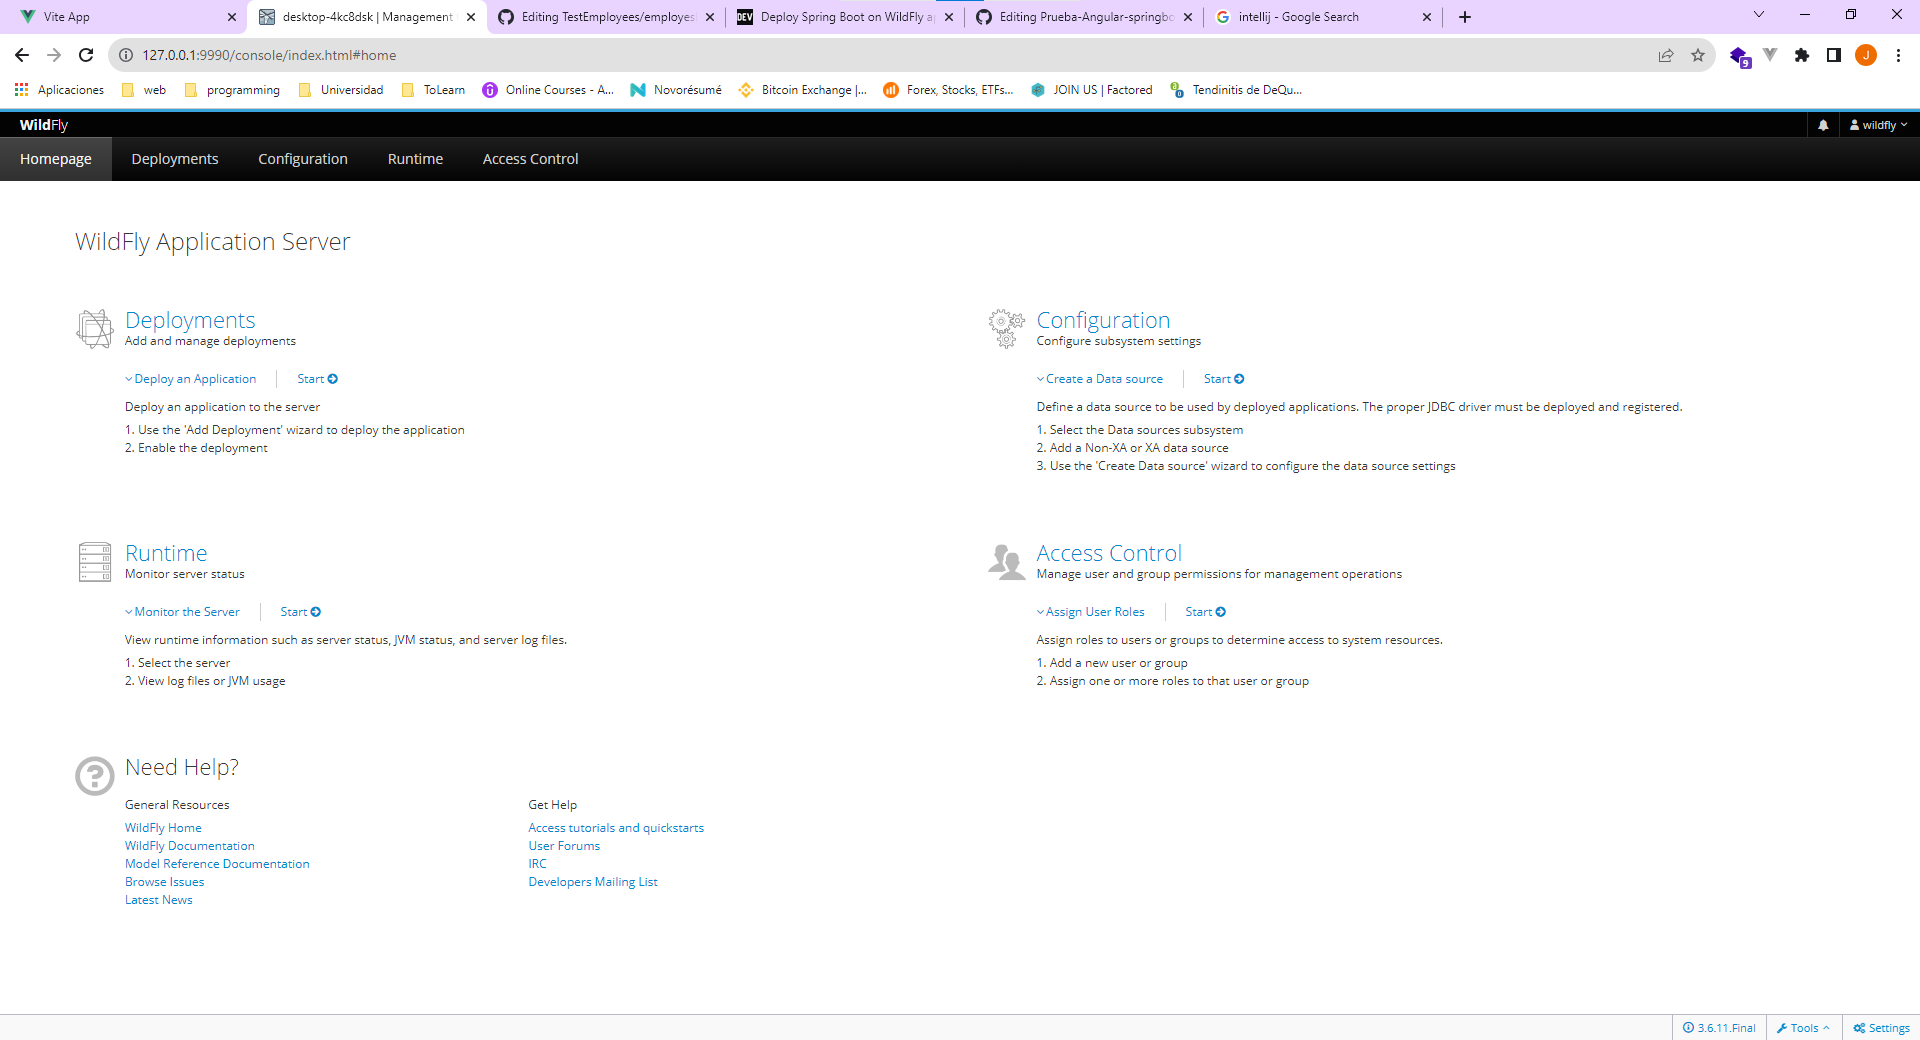 Vite App
desktop-4kc8dsk | Management
Editing TestEmployees/employes
DEV
Deploy Spring Boot on WildFly a
Editing Prueba-Angular-springbo
intellij - Google Search
127.0.0.1:9990/console/index.html#home
9
J
Aplicaciones
web
programming
Universidad
ToLearn
Online Courses - A...
Novorésumé
Bitcoin Exchange |...
Forex, Stocks, ETFs...
JOIN US | Factored
Tendinitis de DeQu...
WildFly
wildfly
Homepage
Deployments
Configuration
Runtime
Access Control
WildFly Application Server
Deployments
Add and manage deployments
Deploy an Application
Start
Deploy an application to the server
1. Use the 'Add Deployment' wizard to deploy the application
2. Enable the deployment
Configuration
Configure subsystem settings
Create a Data source
Start
Define a data source to be used by deployed applications. The proper JDBC driver must be deployed and registered.
1. Select the Data sources subsystem
2. Add a Non-XA or XA data source
3. Use the 'Create Data source' wizard to configure the data source settings
Runtime
Monitor server status
Monitor the Server
Start
View runtime information such as server status, JVM status, and server log files.
1. Select the server
2. View log files or JVM usage
Access Control
Manage user and group permissions for management operations
Assign User Roles
Start
Assign roles to users or groups to determine access to system resources.
1. Add a new user or group
2. Assign one or more roles to that user or group
Need Help?
General Resources
WildFly Home
WildFly Documentation
Model Reference Documentation
Browse Issues
Latest News
Get Help
Access tutorials and quickstarts
User Forums
IRC
Developers Mailing List
3.6.11.Final
Tools
Settings